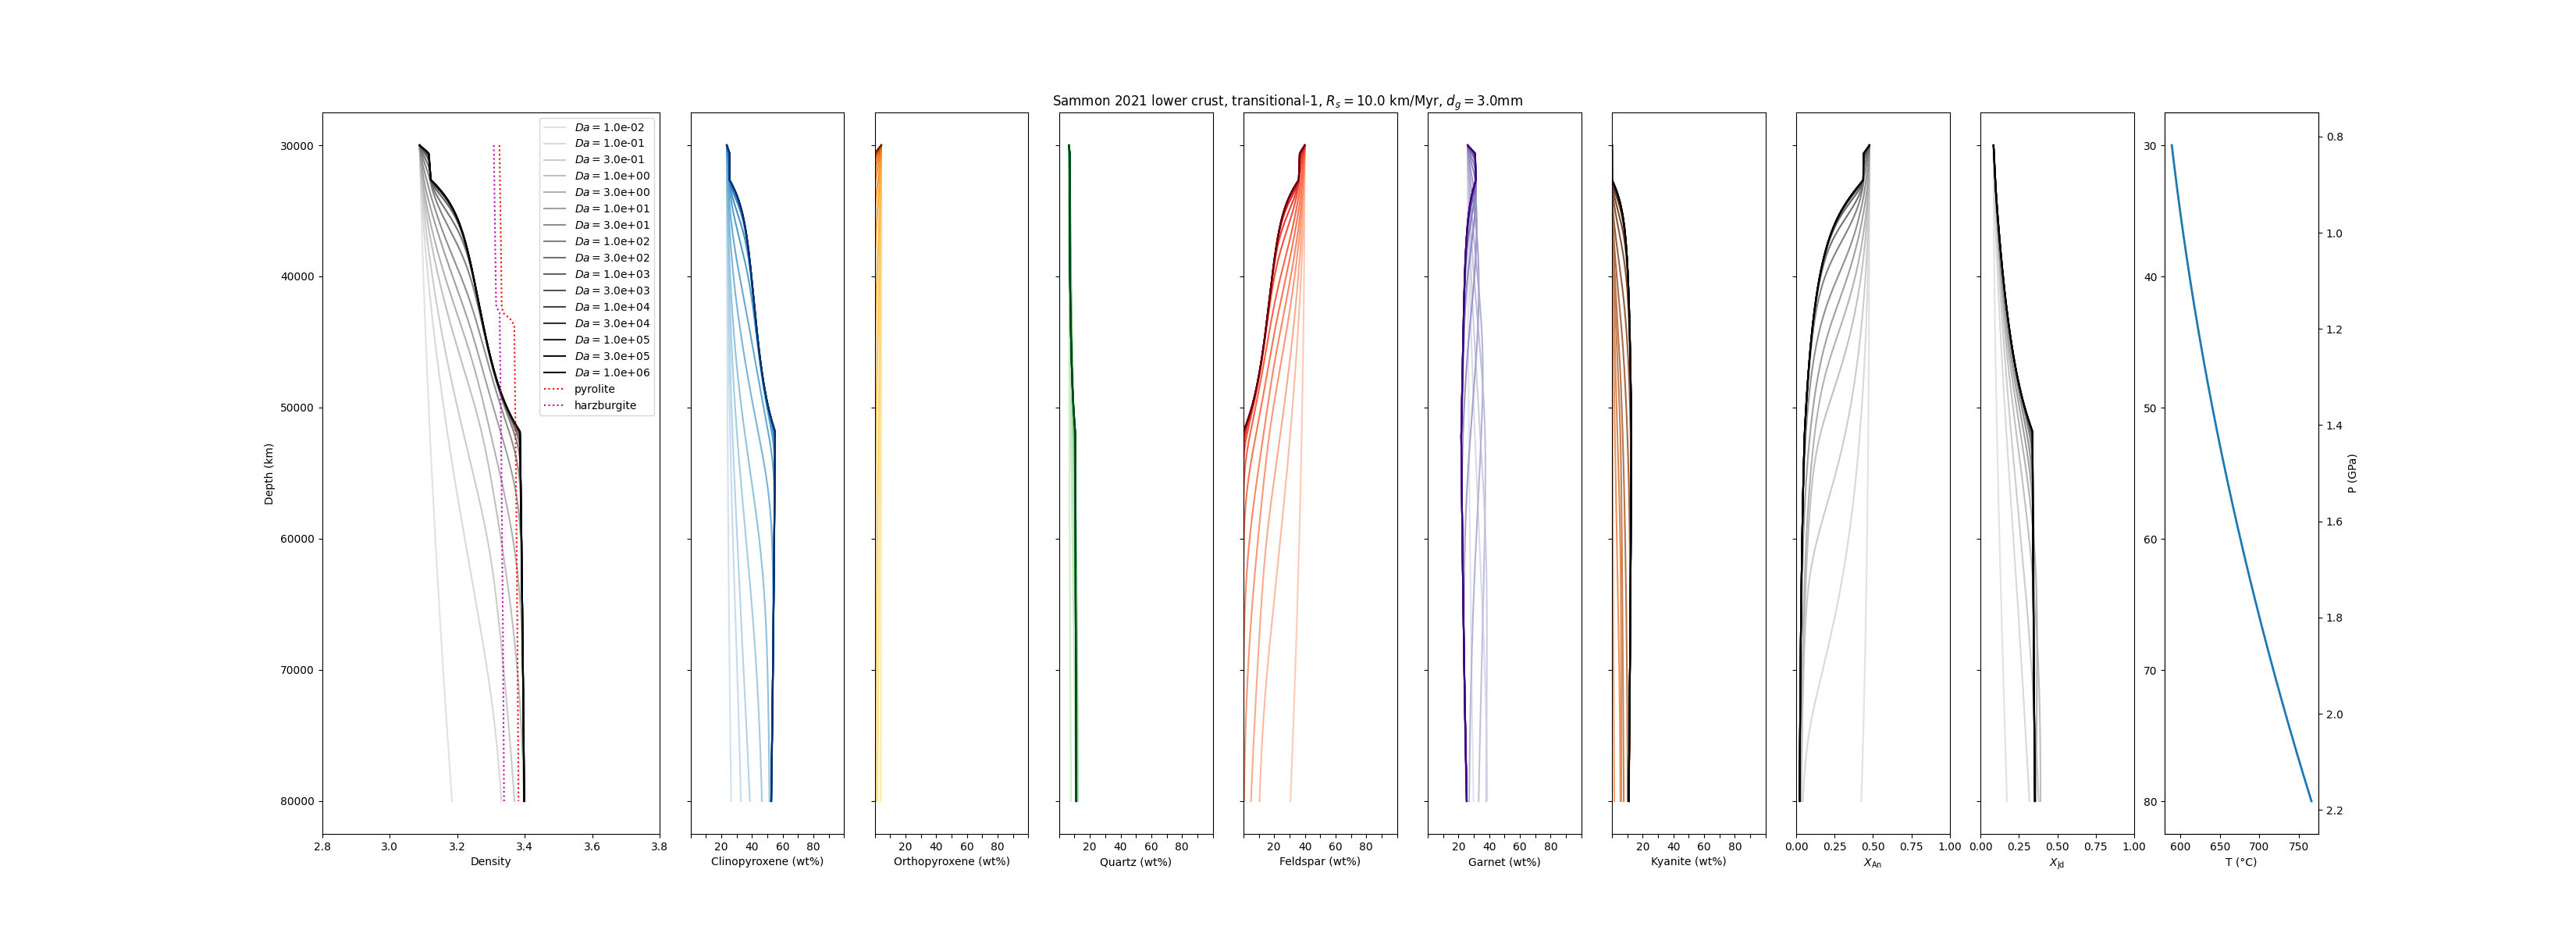 Sammon 2021 lower crust, transitional-1, Rs = 10.0 km/Myr, dg = 3.0mm
Da = 1.0e-02
Da = 1.0e-01
Da = 3.0e-01
Da = 1.0e+00
Da = 3.0e+00
Da = 1.0e+01
Da = 3.0e+01
Da = 1.0e+02
Da = 3.0e+02
Da = 1.0e+03
Da = 3.0e+03
Da = 1.0e+04
Da = 3.0e+04
Da = 1.0e+05
Da = 3.0e+05
Da = 1.0e+06
pyrolite
harzburgite
Depth (km)
30000
40000
50000
60000
70000
80000
2.8 3.0 3.2 3.4 3.6 3.8
Density
20 40 60 80
Clinopyroxene (wt%)
20 40 60 80
Orthopyroxene (wt%)
20 40 60 80
Quartz (wt%)
20 40 60 80
Feldspar (wt%)
20 40 60 80
Garnet (wt%)
20 40 60 80
Kyanite (wt%)
0.00 0.25 0.50 0.75 1.00
XAn
0.00 0.25 0.50 0.75 1.00
XJd
30
40
50
60
70
80
600 650 700 750
T (°C)
0.8
1.0
1.2
1.4
1.6
1.8
2.0
2.2
P (GPa)